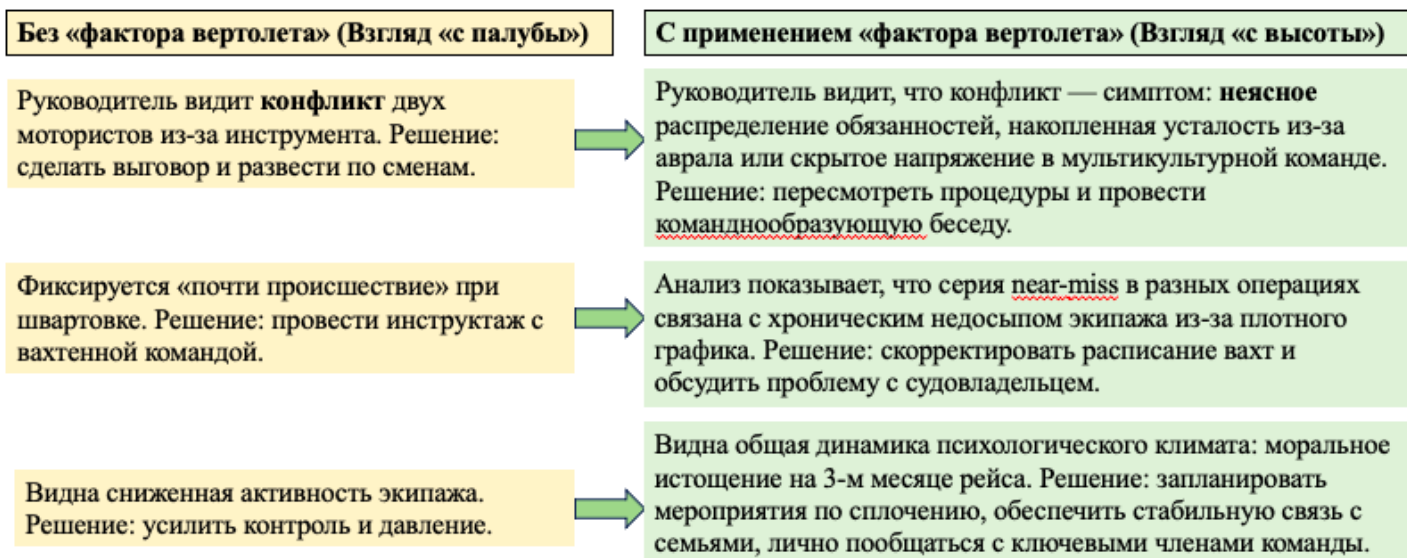 Без «фактора вертолета» (Взгляд «с палубы»)
С применением «фактора вертолета» (Взгляд «с высоты»)
Руководитель видит конфликт двух
мотористов из-за инструмента. Решение:
сделать выговор и развести по сменам.
Руководитель видит, что конфликт — симптом: неясное
распределение обязанностей, накопленная усталость из-за
аврала или скрытое напряжение в мультикультурной команде.
Решение: пересмотреть процедуры и провести
команднообразующую беседу.
Фиксируется «почти происшествие» при
швартовке. Решение: провести инструктаж с
вахтенной командой.
Анализ показывает, что серия near-miss в разных операциях
связана с хроническим недосыпом экипажа из-за плотного
графика. Решение: скорректировать расписание вахт и
обсудить проблему с судовладельцем.
Видна сниженная активность экипажа.
Решение: усилить контроль и давление.
Видна общая динамика психологического климата: моральное
истощение на 3-м месяце рейса. Решение: запланировать
мероприятия по сплочению, обеспечить стабильную связь с
семьями, лично пообщаться с ключевыми членами команды.